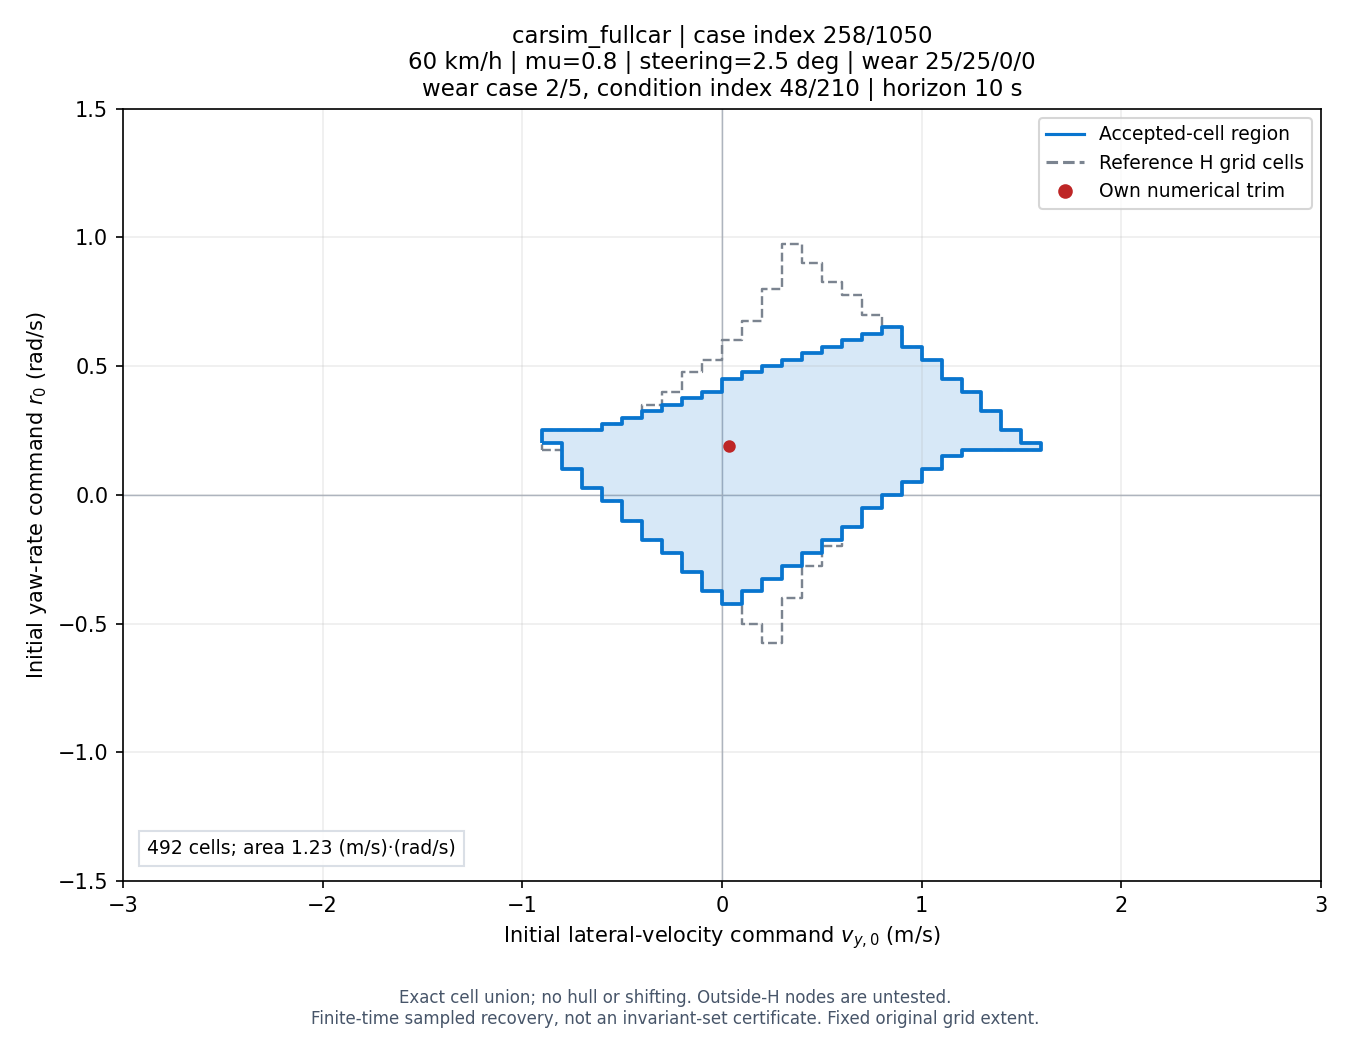 carsim_fullcar | case index 258/1050
60 km/h | mu=0.8 | steering=2.5 deg | wear 25/25/0/0
wear case 2/5, condition index 48/210 | horizon 10 s
Accepted-cell region
Reference H grid cells
Own numerical trim
1.5
1.0
0.5
0.0
−0.5
−1.0
−1.5
Initial yaw-rate command r0 (rad/s)
492 cells; area 1.23 (m/s)·(rad/s)
−3
−2
−1
0
1
2
3
Initial lateral-velocity command vy,0 (m/s)
Exact cell union; no hull or shifting. Outside-H nodes are untested.
Finite-time sampled recovery, not an invariant-set certificate. Fixed original grid extent.